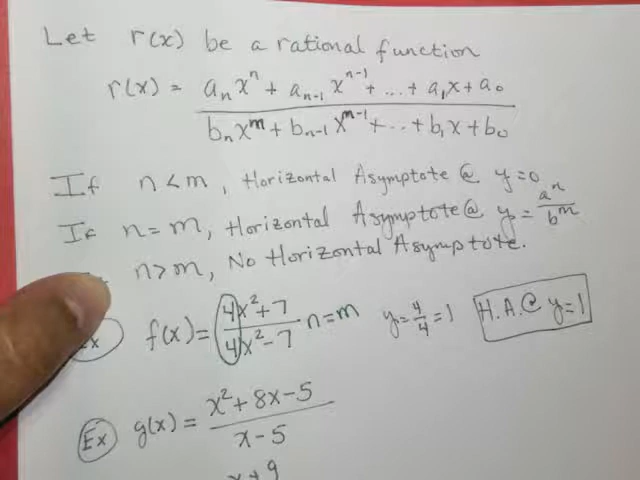 Let r(x) be a rational function
r(x) = (aₙxⁿ + aₙ₋₁xⁿ⁻¹ + ... + a₁x + a₀) / (bₙxᵐ + bₙ₋₁xᵐ⁻¹ + ... + b₁x + b₀)
If n < m, Horizontal Asymptote @ y=0
If n = m, Horizontal Asymptote @ y = aⁿ/bᵐ
n > m, No Horizontal Asymptote.
Ex f(x) = (4x²+7)/(4x²-7) n=m y=4/4=1 H.A.@ y=1
Ex g(x) = (x²+8x-5)/(x-5)
x+9